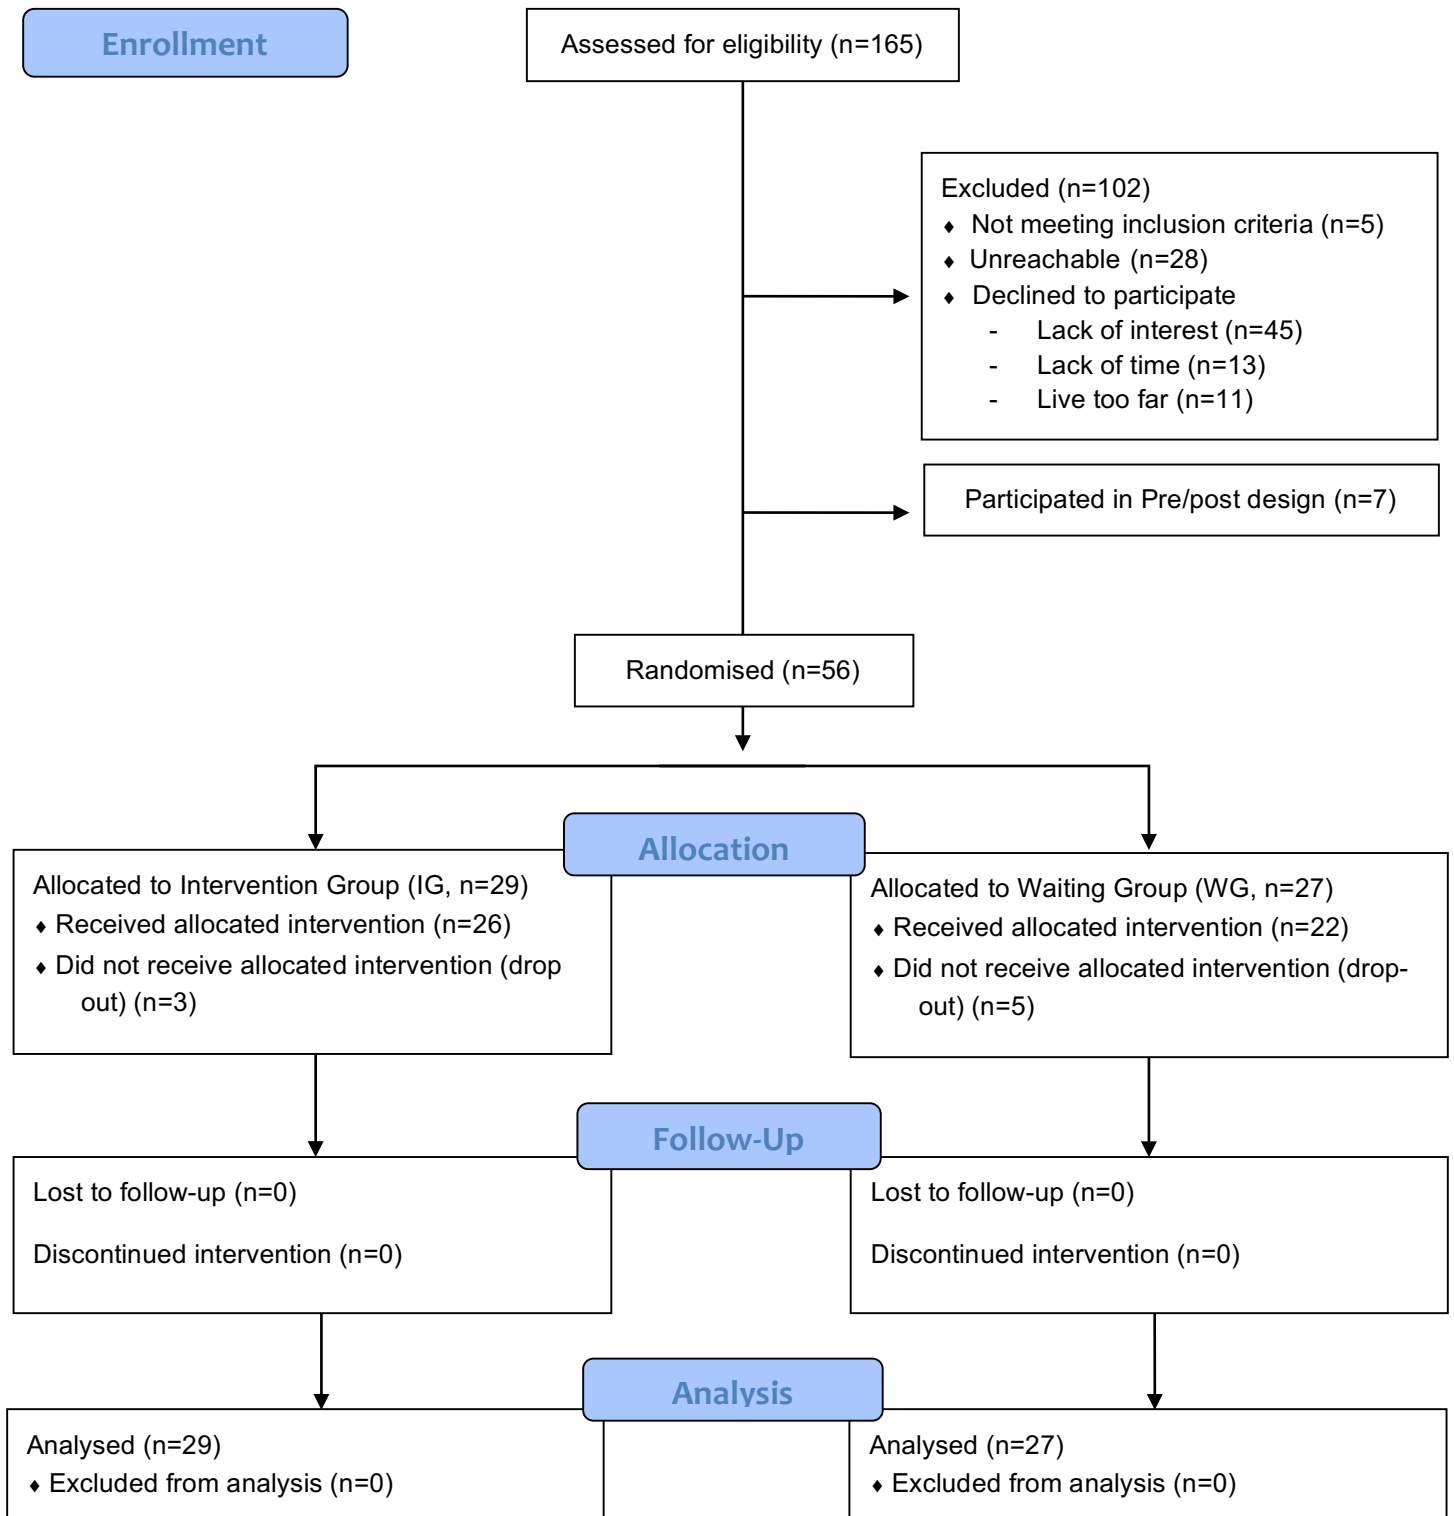 Enrollment
Assessed for eligibility (n=165)
Excluded (n=102)
♦ Not meeting inclusion criteria (n=5)
♦ Unreachable (n=28)
♦ Declined to participate
- Lack of interest (n=45)
- Lack of time (n=13)
- Live too far (n=11)
Participated in Pre/post design (n=7)
Randomised (n=56)
Allocation
Allocated to Intervention Group (IG, n=29)
♦ Received allocated intervention (n=26)
♦ Did not receive allocated intervention (drop
out) (n=3)
Allocated to Waiting Group (WG, n=27)
♦ Received allocated intervention (n=22)
♦ Did not receive allocated intervention (drop-
out) (n=5)
Follow-Up
Lost to follow-up (n=0)
Discontinued intervention (n=0)
Lost to follow-up (n=0)
Discontinued intervention (n=0)
Analysis
Analysed (n=29)
♦ Excluded from analysis (n=0)
Analysed (n=27)
♦ Excluded from analysis (n=0)